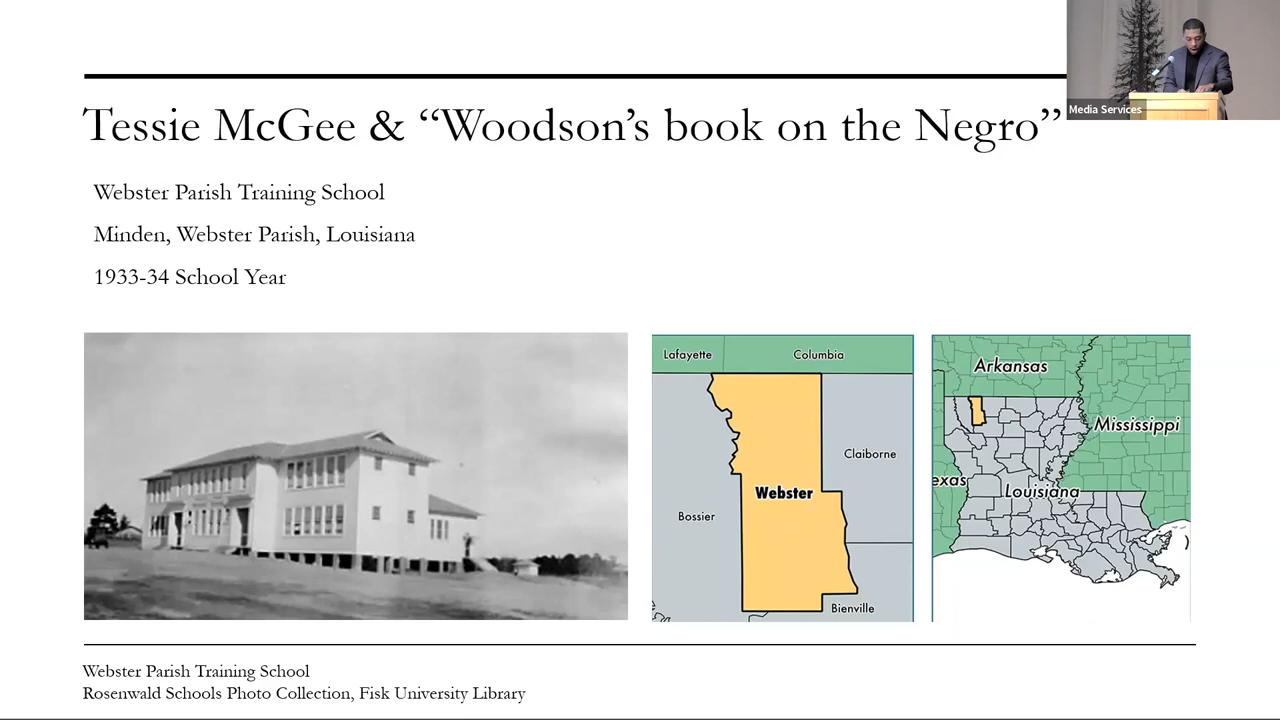 Tessie McGee & “Woodson’s book on the Negro”
Media Services
Webster Parish Training School
Minden, Webster Parish, Louisiana
1933-34 School Year
Lafayette
Columbia
Claiborne
Webster
Bossier
Bienville
Arkansas
Mississippi
exas
Louisiana
Webster Parish Training School
Rosenwald Schools Photo Collection, Fisk University Library